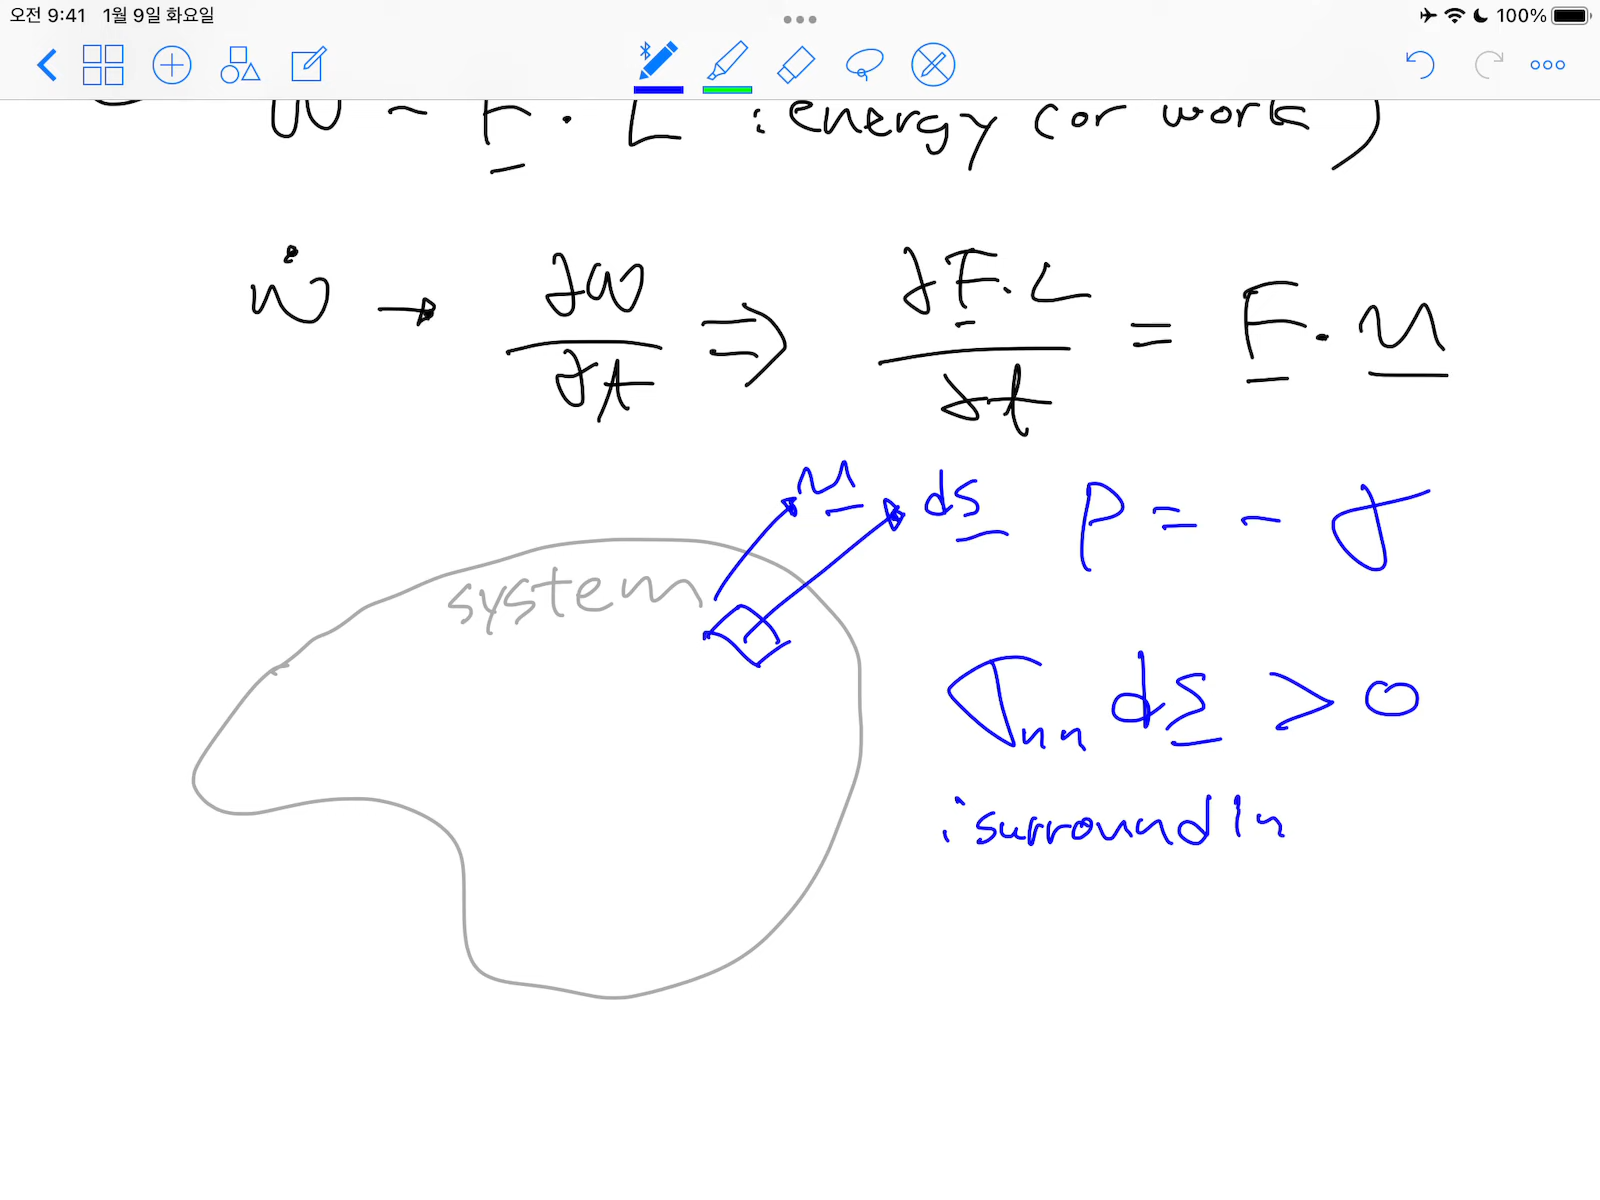 오전 9:41 1월 9일 화요일 100%
W = F · L : energy (or work)
ẇ → ∂W/∂t ⇒ ∂F·L/∂t = F · u
u ds P = - σ
system
σnn ds > 0
: surroundin